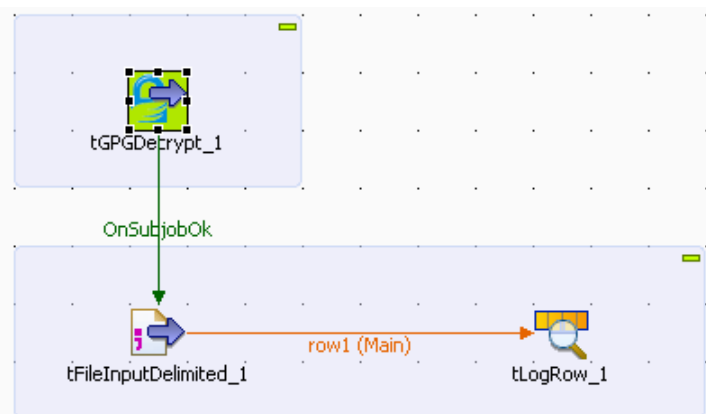 tGPGDecrypt_1
OnSubjobOk
row1 (Main)
tFileInputDelimited_1
tLogRow_1